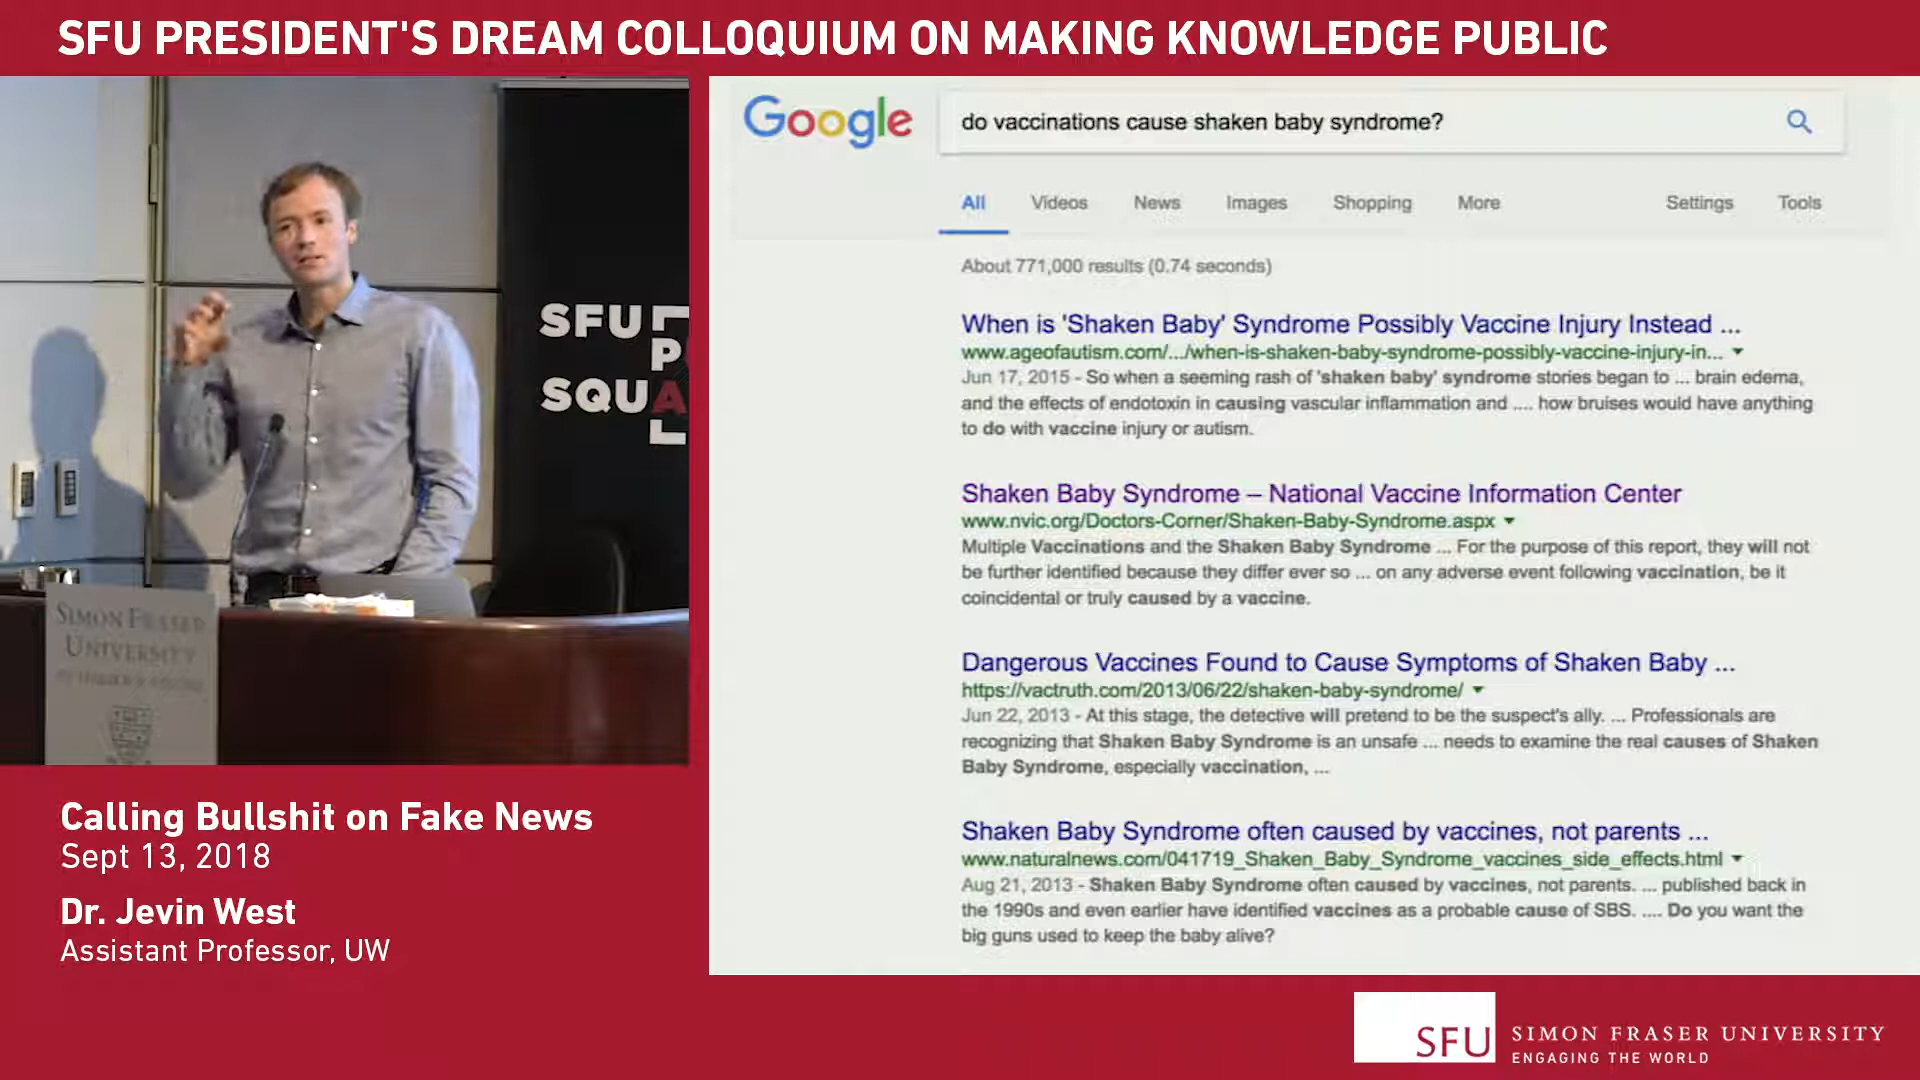 SFU PRESIDENT'S DREAM COLLOQUIUM ON MAKING KNOWLEDGE PUBLIC
SFU
P
SQUA
SIMON FRASER
UNIVERSITY
Calling Bullshit on Fake News
Sept 13, 2018
Dr. Jevin West
Assistant Professor, UW
Google
do vaccinations cause shaken baby syndrome?
All Videos News Images Shopping More Settings Tools
About 771,000 results (0.74 seconds)
When is 'Shaken Baby' Syndrome Possibly Vaccine Injury Instead ...
www.ageofautism.com/.../when-is-shaken-baby-syndrome-possibly-vaccine-injury-in...
Jun 17, 2015 - So when a seeming rash of 'shaken baby' syndrome stories began to ... brain edema,
and the effects of endotoxin in causing vascular inflammation and .... how bruises would have anything
to do with vaccine injury or autism.
Shaken Baby Syndrome – National Vaccine Information Center
www.nvic.org/Doctors-Corner/Shaken-Baby-Syndrome.aspx
Multiple Vaccinations and the Shaken Baby Syndrome ... For the purpose of this report, they will not
be further identified because they differ ever so ... on any adverse event following vaccination, be it
coincidental or truly caused by a vaccine.
Dangerous Vaccines Found to Cause Symptoms of Shaken Baby ...
https://vactruth.com/2013/06/22/shaken-baby-syndrome/
Jun 22, 2013 - At this stage, the detective will pretend to be the suspect's ally. ... Professionals are
recognizing that Shaken Baby Syndrome is an unsafe ... needs to examine the real causes of Shaken
Baby Syndrome, especially vaccination, ...
Shaken Baby Syndrome often caused by vaccines, not parents ...
www.naturalnews.com/041719_Shaken_Baby_Syndrome_vaccines_side_effects.html
Aug 21, 2013 - Shaken Baby Syndrome often caused by vaccines, not parents. ... published back in
the 1990s and even earlier have identified vaccines as a probable cause of SBS. .... Do you want the
big guns used to keep the baby alive?
SFU SIMON FRASER UNIVERSITY
ENGAGING THE WORLD